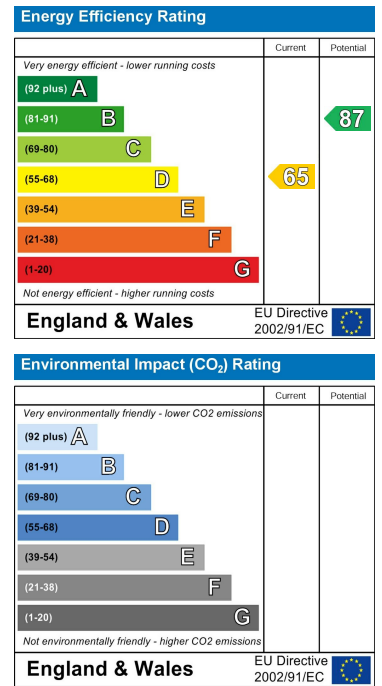 Energy Efficiency Rating
Current Potential
Very energy efficient - lower running costs
(92 plus) A
(81-91) B
87
(69-80) C
(55-68) D
65
(39-54) E
(21-38) F
(1-20) G
Not energy efficient - higher running costs
England & Wales
EU Directive
2002/91/EC
Environmental Impact (CO₂) Rating
Current Potential
Very environmentally friendly - lower CO2 emissions
(92 plus) A
(81-91) B
(69-80) C
(55-68) D
(39-54) E
(21-38) F
(1-20) G
Not environmentally friendly - higher CO2 emissions
England & Wales
EU Directive
2002/91/EC